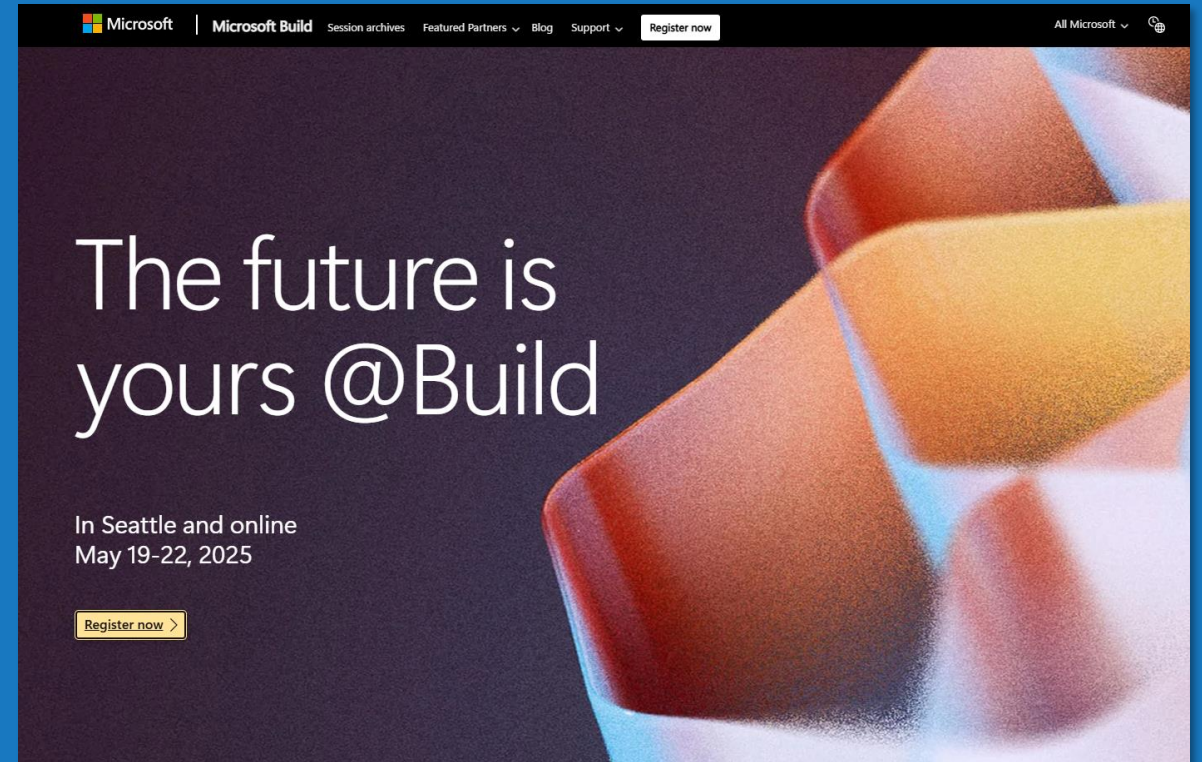 Microsoft
Microsoft Build
Session archives
Featured Partners
Blog
Support
Register now
All Microsoft
The future is
yours @Build
In Seattle and online
May 19-22, 2025
Register now